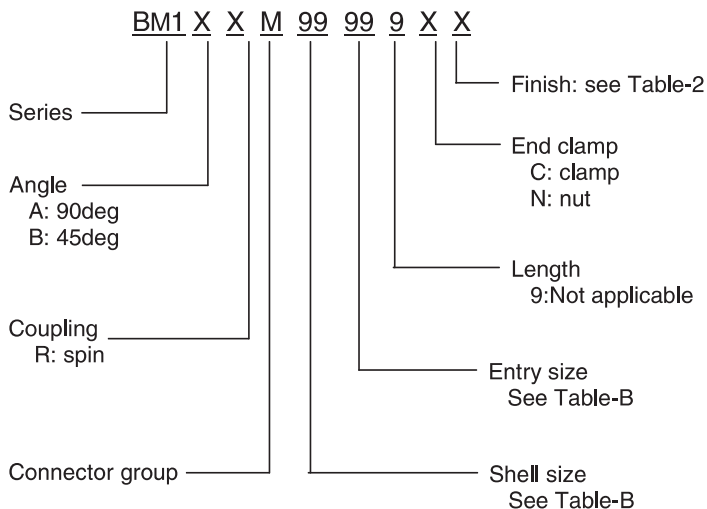 BM1 X X M 99 99 9 X X
Finish: see Table-2
Series
End clamp
C: clamp
N: nut
Angle
A: 90deg
B: 45deg
Length
9:Not applicable
Coupling
R: spin
Entry size
See Table-B
Connector group
Shell size
See Table-B